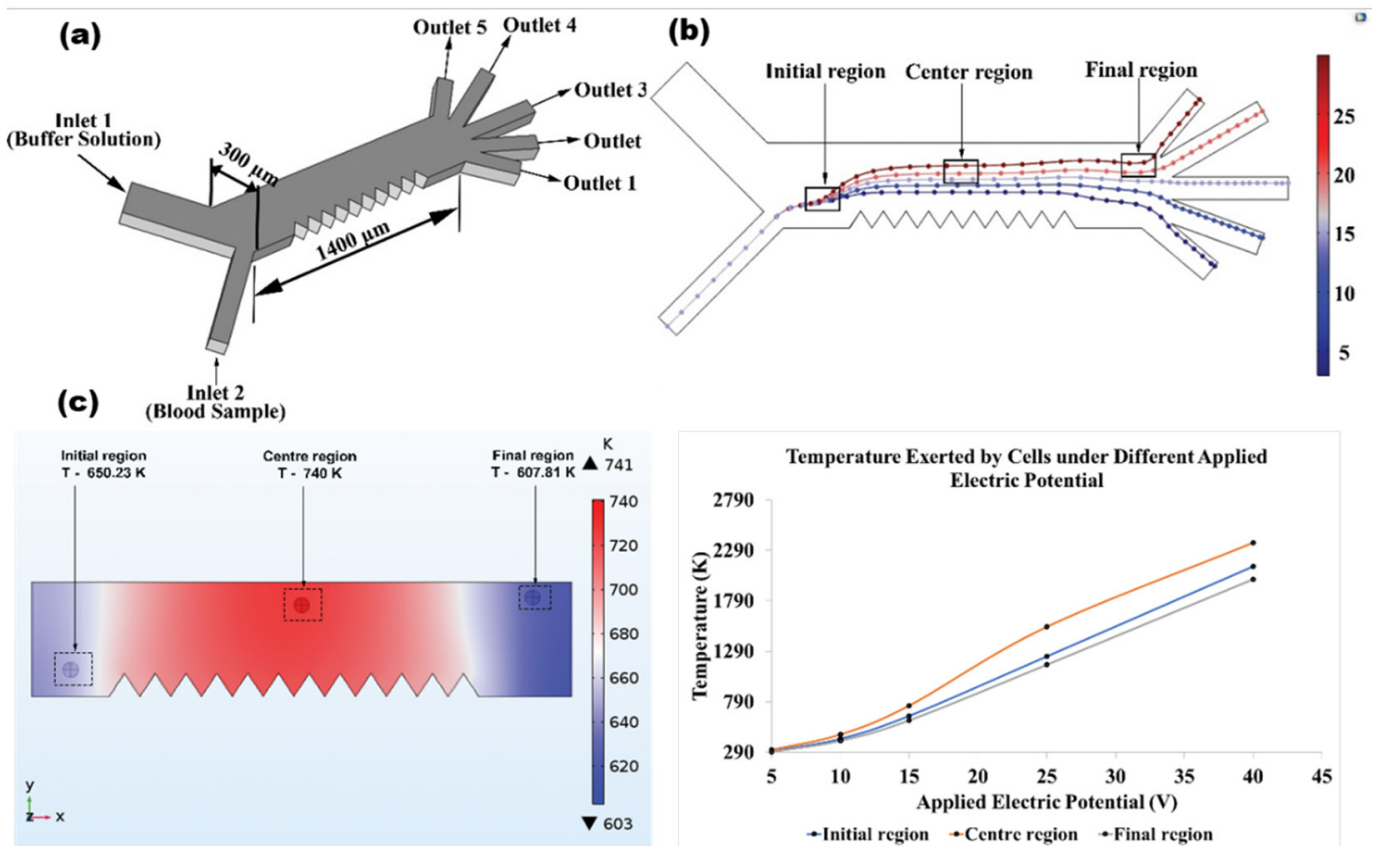 (a)
Outlet 5
Outlet 4
Outlet 3
Outlet
Outlet 1
Inlet 1
(Buffer Solution)
300 μm
1400 μm
Inlet 2
(Blood Sample)
(b)
Initial region
Center region
Final region
25
20
15
10
5
(c)
Initial region
T - 650.23 K
Centre region
T - 740 K
Final region
T - 607.81 K
K
741
740
720
700
680
660
640
620
603
y
z
x
Temperature Exerted by Cells under Different Applied
Electric Potential
Temperature (K)
2790
2290
1790
1290
790
290
5 10 15 20 25 30 35 40 45
Applied Electric Potential (V)
Initial region Centre region Final region